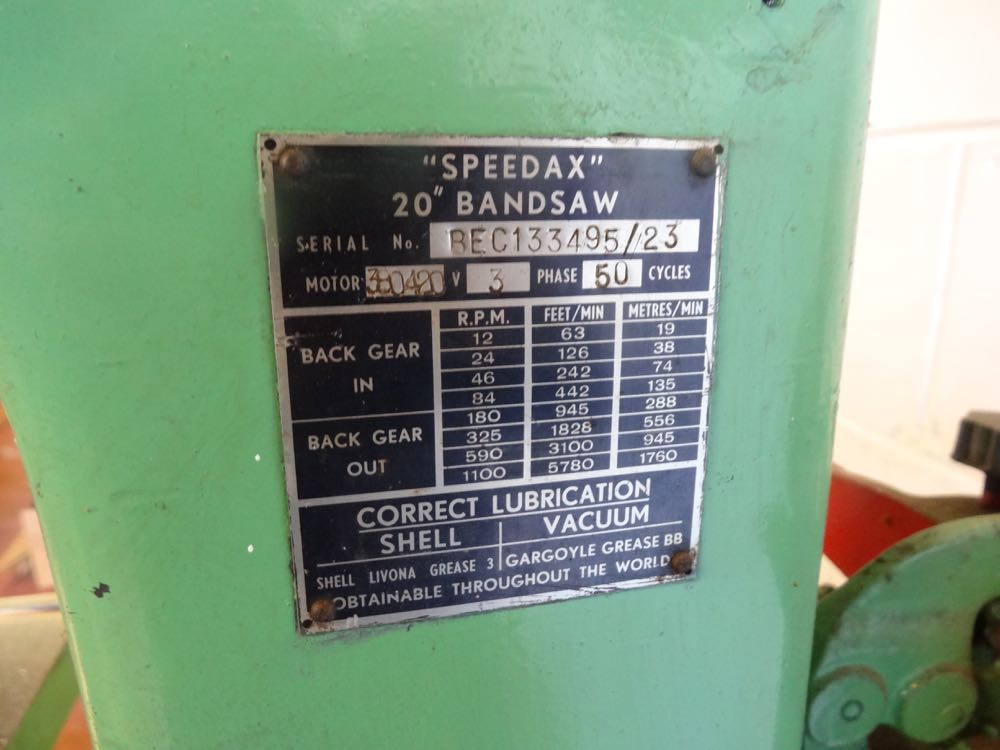 "SPEEDAX"
20" BANDSAW
SERIAL No. BEC133495/23
MOTOR 380420 V 3 PHASE 50 CYCLES
R.P.M. FEET/MIN METRES/MIN
BACK GEAR IN
12 63 19
24 126 38
46 242 74
84 442 135
BACK GEAR OUT
180 945 288
325 1828 556
590 3100 945
1100 5780 1760
CORRECT LUBRICATION
SHELL VACUUM
SHELL LIVONA GREASE 3 GARGOYLE GREASE BB
OBTAINABLE THROUGHOUT THE WORLD